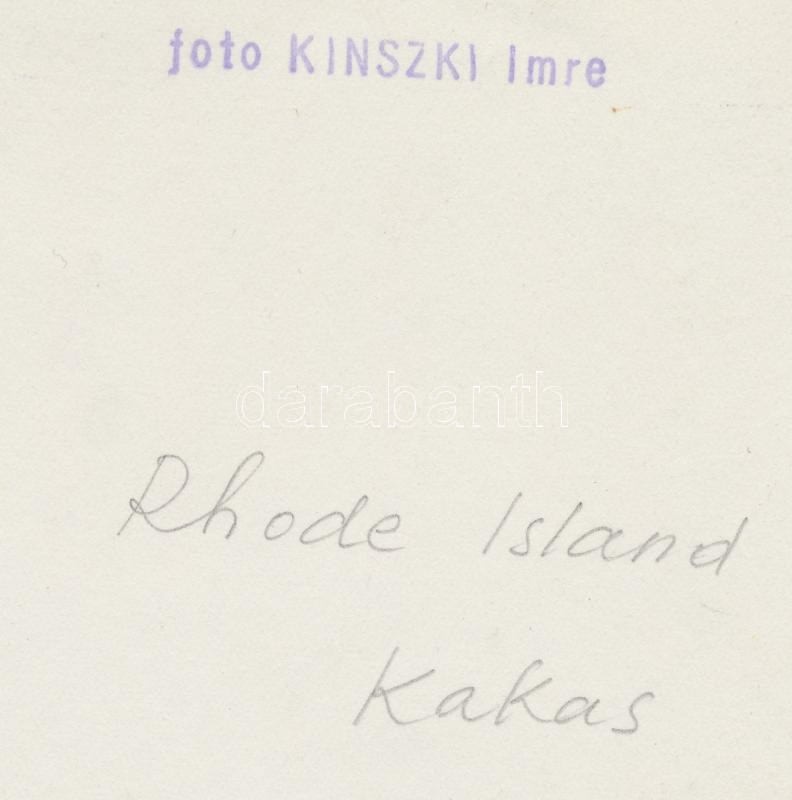 foto KINSZKI Imre
darabanth
Rhode Island
Kakas